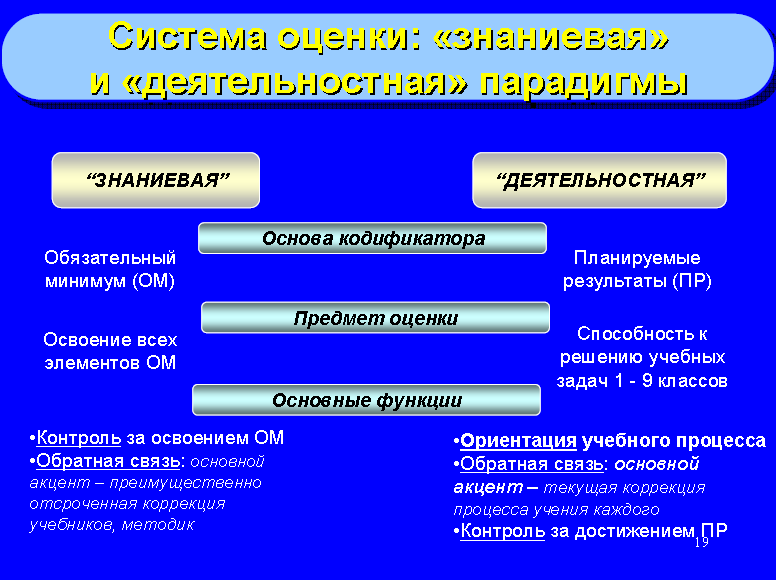 Система оценки: «знаниевая»
и «деятельностная» парадигмы
“ЗНАНИЕВАЯ”
“ДЕЯТЕЛЬНОСТНАЯ”
Основа кодификатора
Обязательный
минимум (ОМ)
Планируемые
результаты (ПР)
Предмет оценки
Освоение всех
элементов ОМ
Способность к
решению учебных
задач 1 - 9 классов
Основные функции
•Контроль за освоением ОМ
•Обратная связь: основной
акцент – преимущественно
отсроченная коррекция
учебников, методик
•Ориентация учебного процесса
•Обратная связь: основной
акцент – текущая коррекция
процесса учения каждого
•Контроль за достижением ПР
19